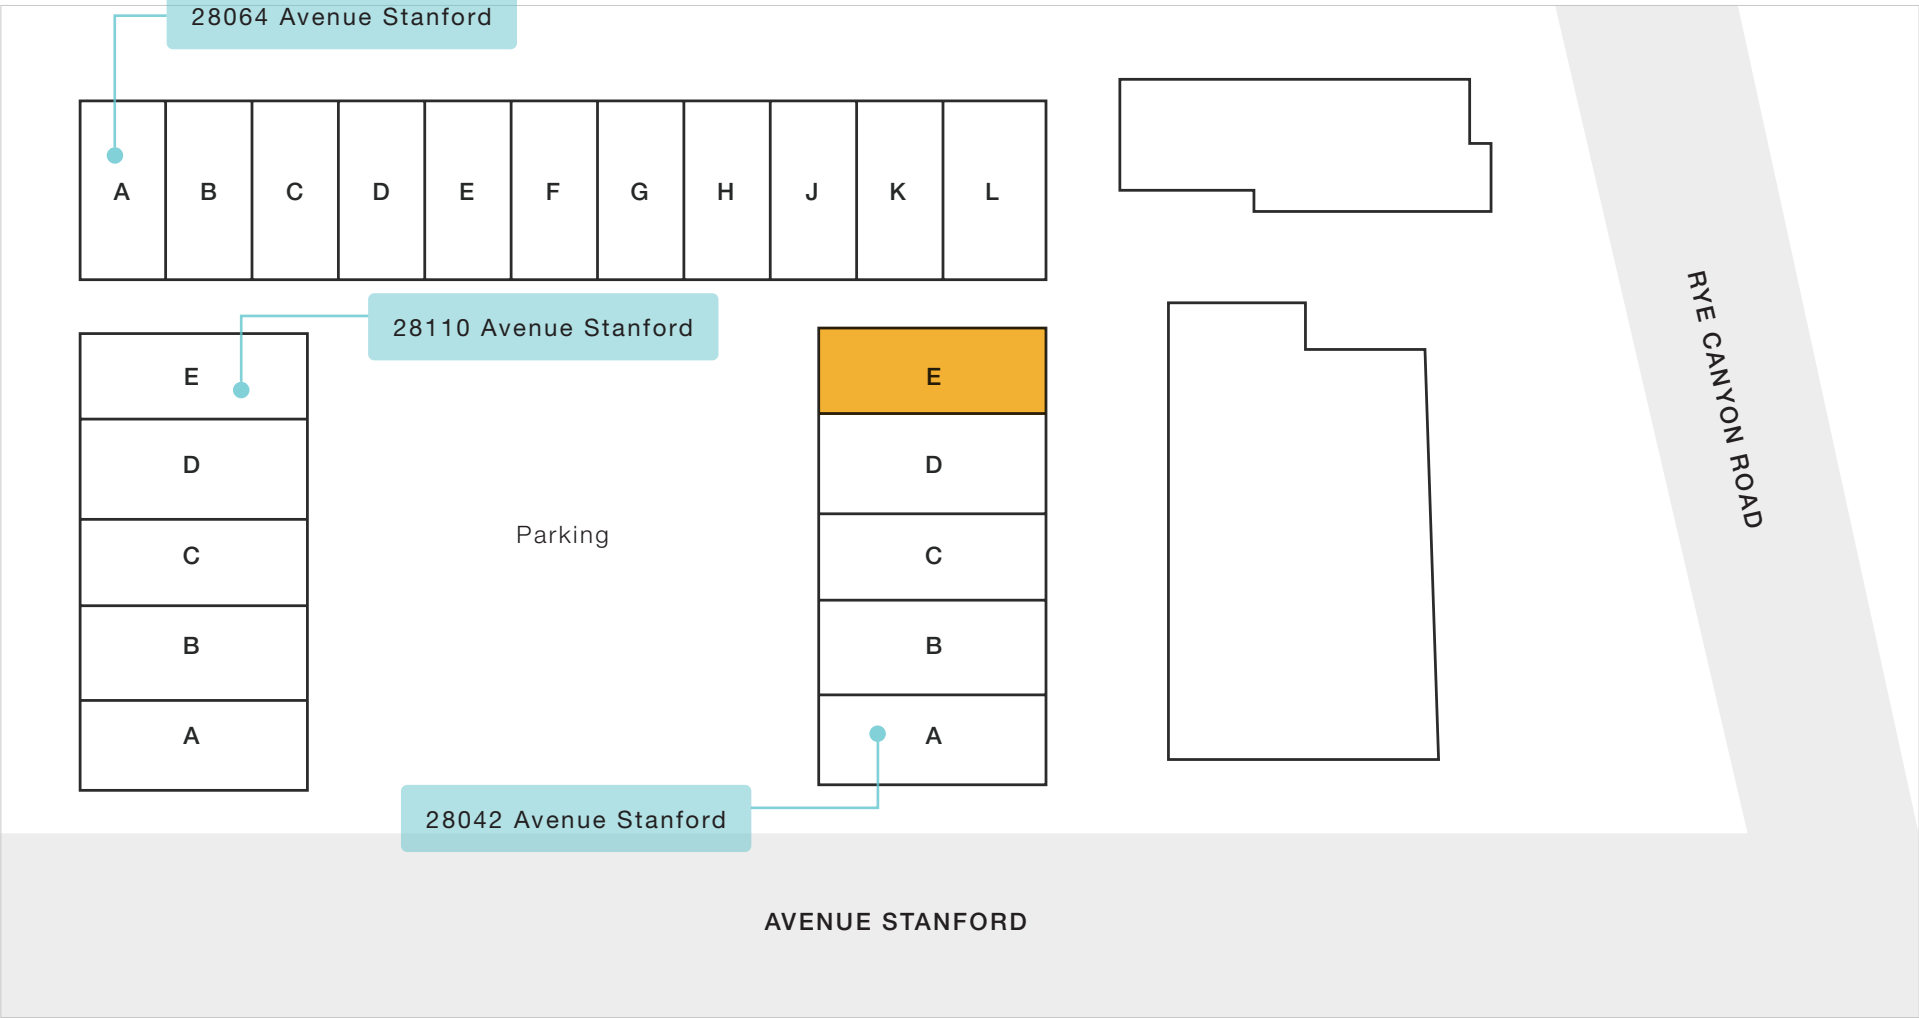 28064 Avenue Stanford
A B C D E F G H J K L
28110 Avenue Stanford
E
D
C
B
A
Parking
E
D
C
B
A
28042 Avenue Stanford
RYE CANYON ROAD
AVENUE STANFORD